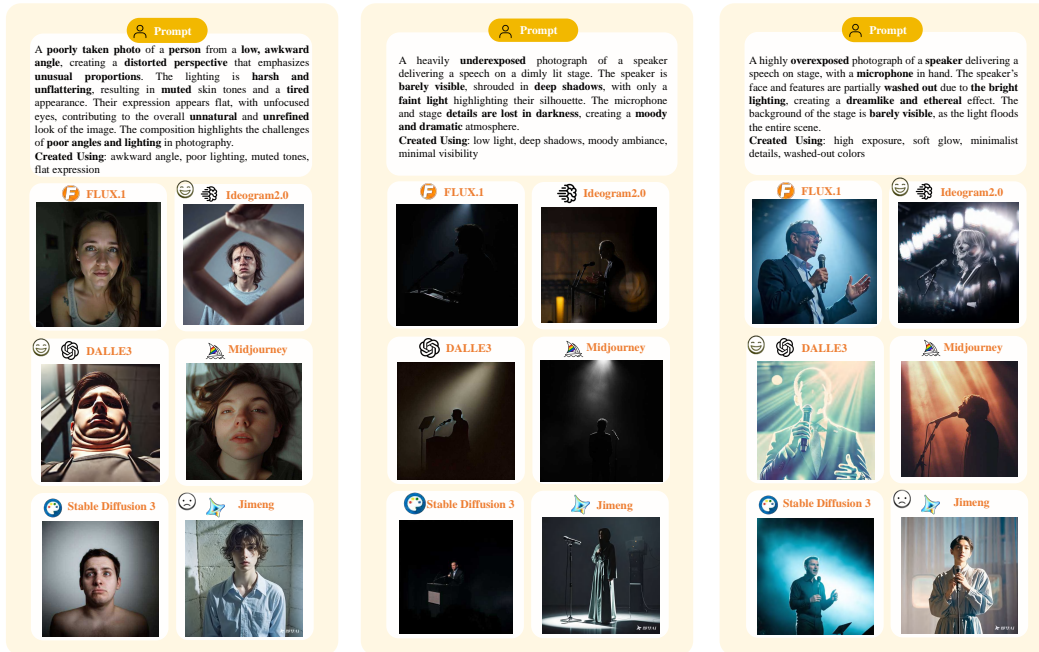 Prompt
A poorly taken photo of a person from a low, awkward
angle, creating a distorted perspective that emphasizes
unusual proportions. The lighting is harsh and
unflattering, resulting in muted skin tones and a tired
appearance. Their expression appears flat, with unfocused
eyes, contributing to the overall unnatural and unrefined
look of the image. The composition highlights the challenges
of poor angles and lighting in photography.
Created Using: awkward angle, poor lighting, muted tones,
flat expression
FLUX.1
Ideogram2.0
DALLE3
Midjourney
Stable Diffusion 3
Jimeng
Prompt
A heavily underexposed photograph of a speaker
delivering a speech on a dimly lit stage. The speaker is
barely visible, shrouded in deep shadows, with only a
faint light highlighting their silhouette. The microphone
and stage details are lost in darkness, creating a moody
and dramatic atmosphere.
Created Using: low light, deep shadows, moody ambiance,
minimal visibility
FLUX.1
Ideogram2.0
DALLE3
Midjourney
Stable Diffusion 3
Jimeng
Prompt
A highly overexposed photograph of a speaker delivering a
speech on stage, with a microphone in hand. The speaker's
face and features are partially washed out due to the bright
lighting, creating a dreamlike and ethereal effect. The
background of the stage is barely visible, as the light floods
the entire scene.
Created Using: high exposure, soft glow, minimalist
details, washed-out colors
FLUX.1
Ideogram2.0
DALLE3
Midjourney
Stable Diffusion 3
Jimeng